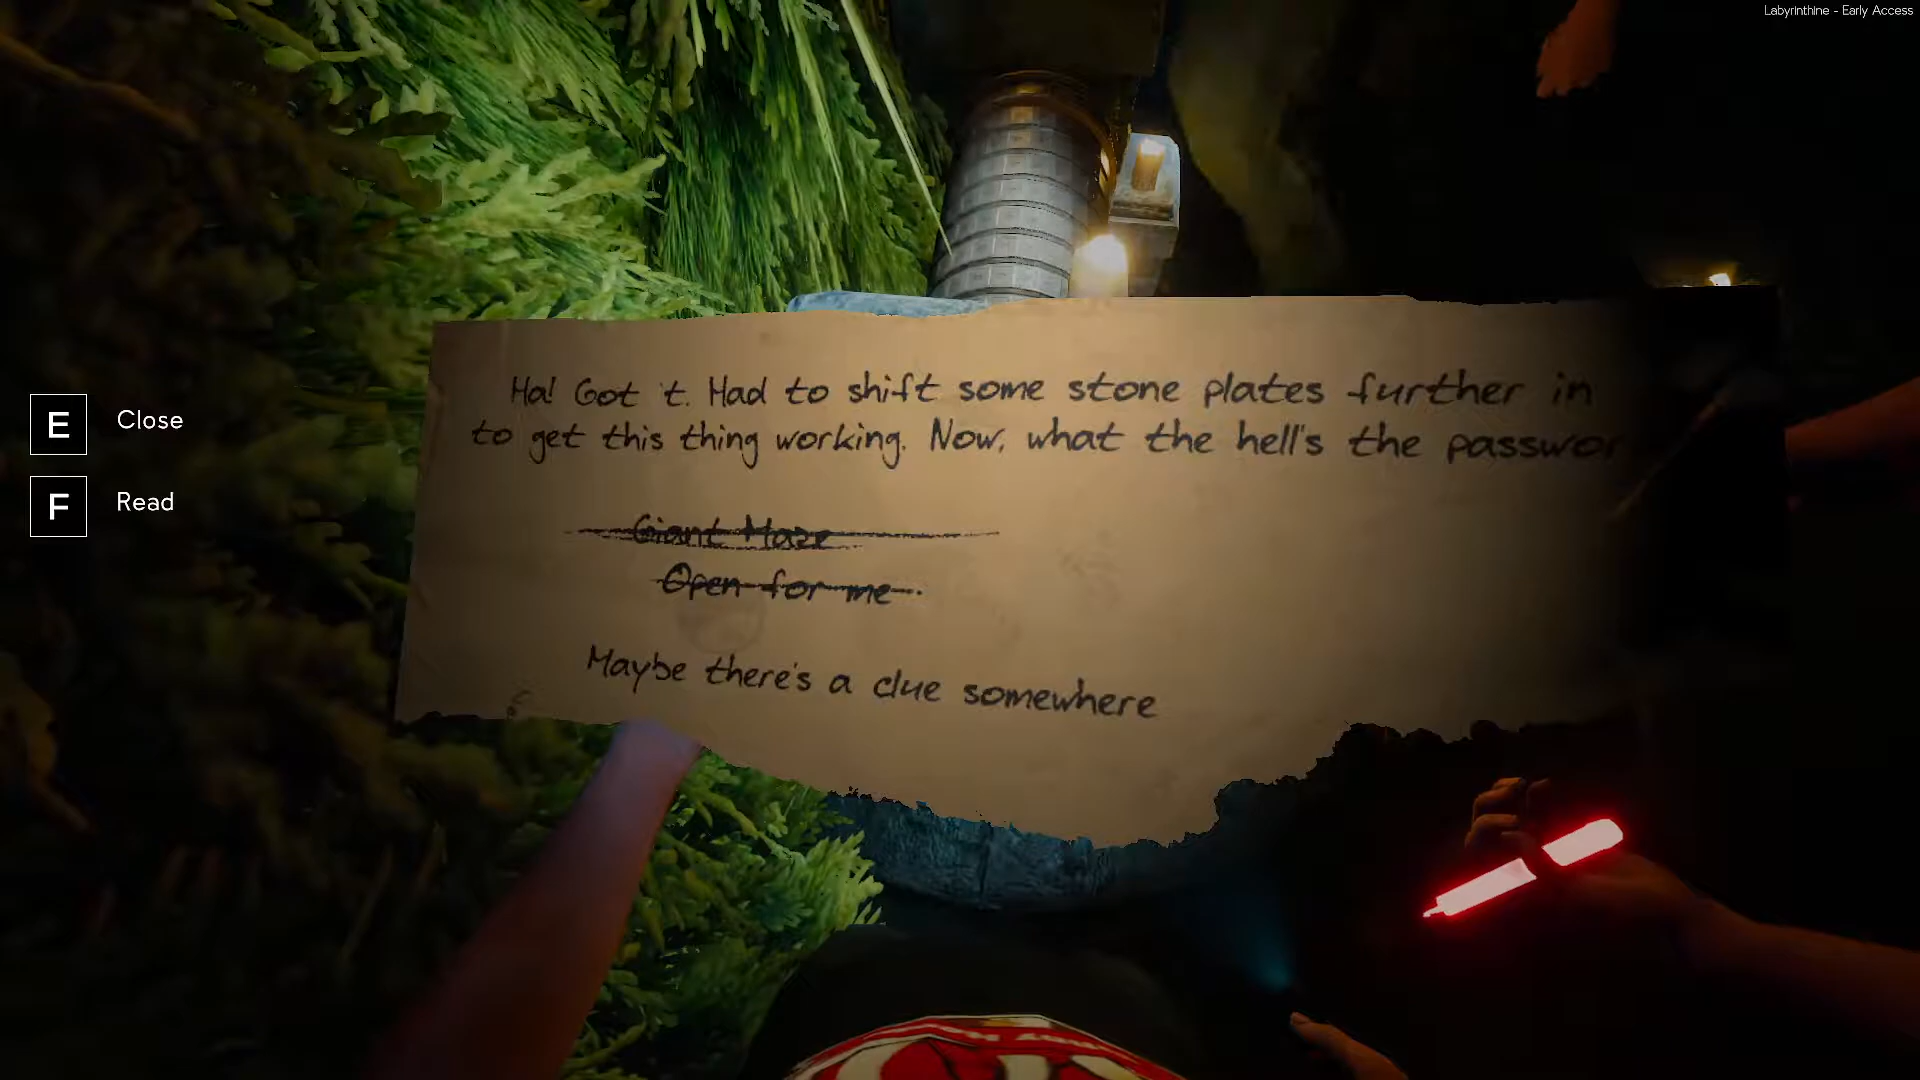 Labyrinthine - Early Access
Ha! Got it. Had to shift some stone plates further in
to get this thing working. Now, what the hell's the passwor
Giant Maze
Open for me
Maybe there's a clue somewhere
E Close
F Read